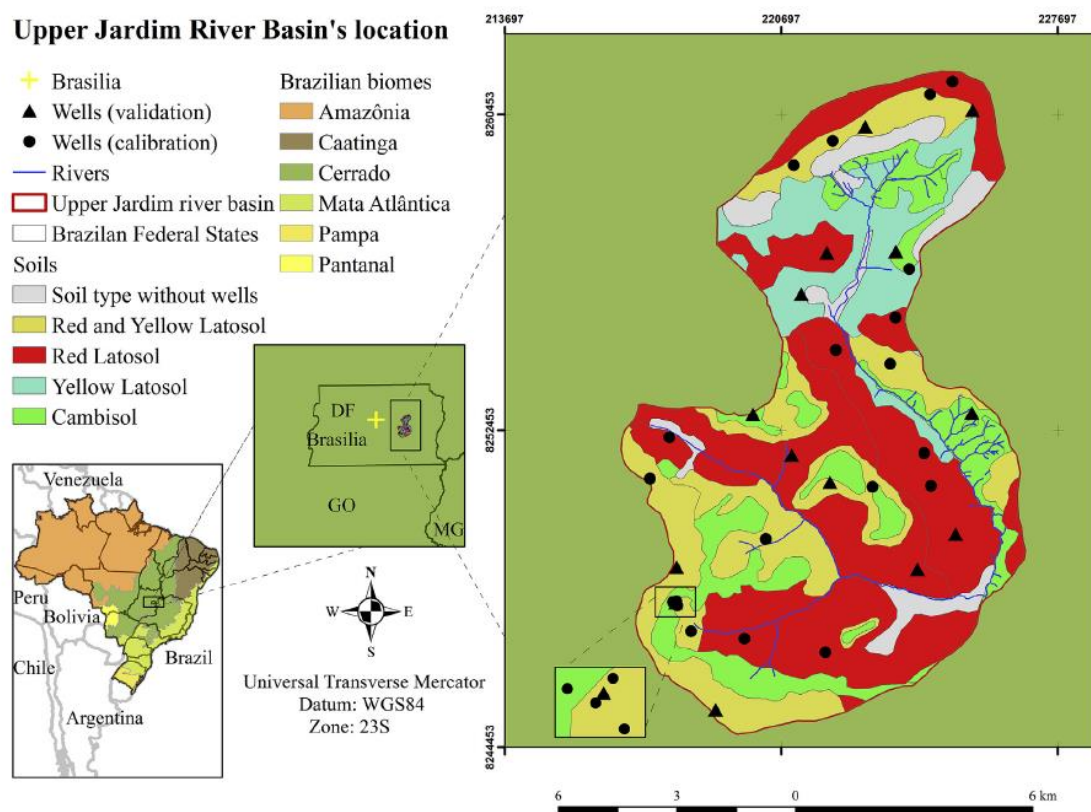 Upper Jardim River Basin's location
Brasilia
Wells (validation)
Wells (calibration)
Rivers
Upper Jardim river basin
Brazilan Federal States
Soils
Soil type without wells
Red and Yellow Latosol
Red Latosol
Yellow Latosol
Cambisol
Brazilian biomes
Amazônia
Caatinga
Cerrado
Mata Atlântica
Pampa
Pantanal
DF
Brasilia
GO
MG
Venezuela
Peru
Bolivia
Brazil
Chile
Argentina
N
W
E
S
Universal Transverse Mercator
Datum: WGS84
Zone: 23S
213697
220697
227697
8260453
8252453
8244453
6
3
0
6 km